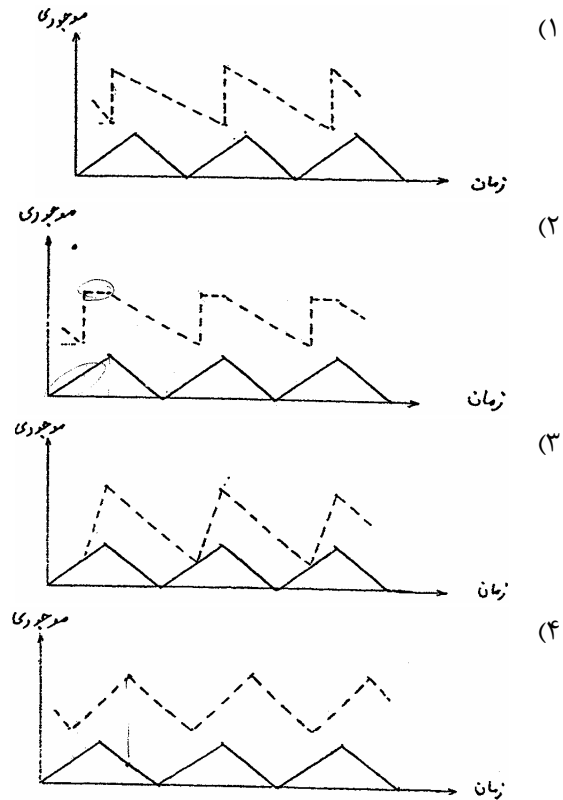 موجودی
۱)
زمان
موجودی
۲)
زمان
موجودی
۳)
زمان
موجودی
۴)
زمان